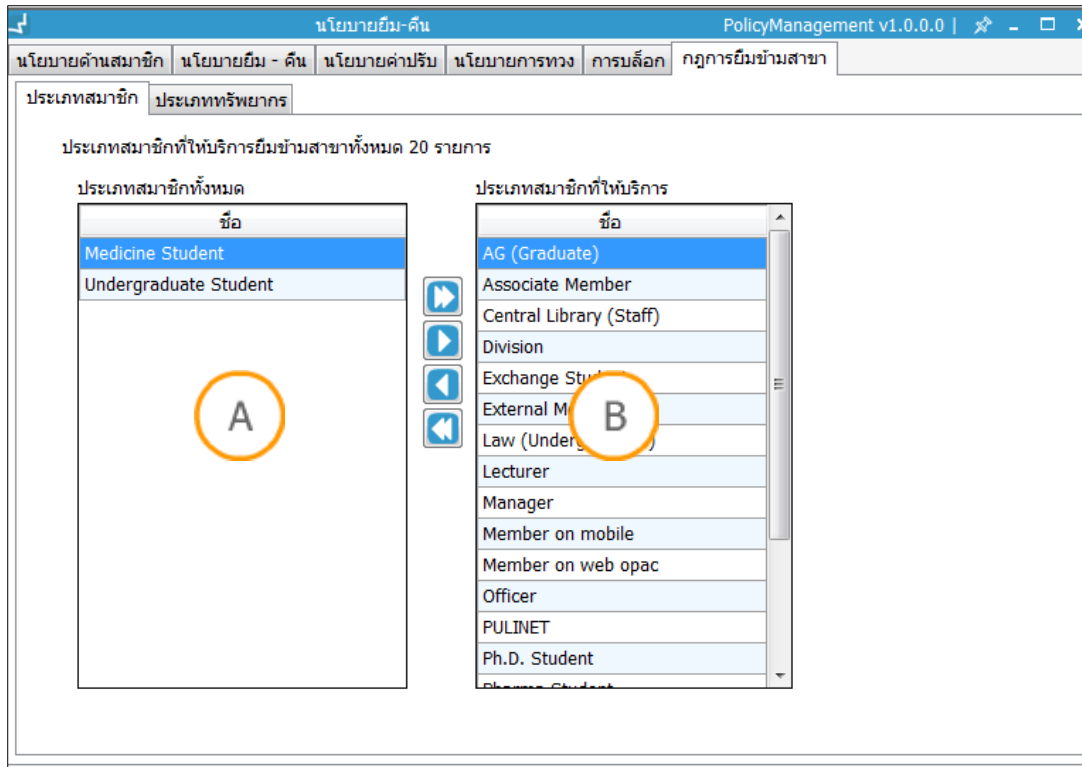 นโยบายยืม-คืน PolicyManagement v1.0.0.0 |
นโยบายด้านสมาชิก นโยบายยืม - คืน นโยบายค่าปรับ นโยบายการทวง การบล็อก กฎการยืมข้ามสาขา
ประเภทสมาชิก ประเภททรัพยากร
ประเภทสมาชิกที่ให้บริการยืมข้ามสาขาทั้งหมด 20 รายการ
ประเภทสมาชิกทั้งหมด
ชื่อ
Medicine Student
Undergraduate Student
A
ประเภทสมาชิกที่ให้บริการ
ชื่อ
AG (Graduate)
Associate Member
Central Library (Staff)
Division
Exchange
External
Law
Lecturer
Manager
Member on mobile
Member on web opac
Officer
PULINET
Ph.D. Student
B